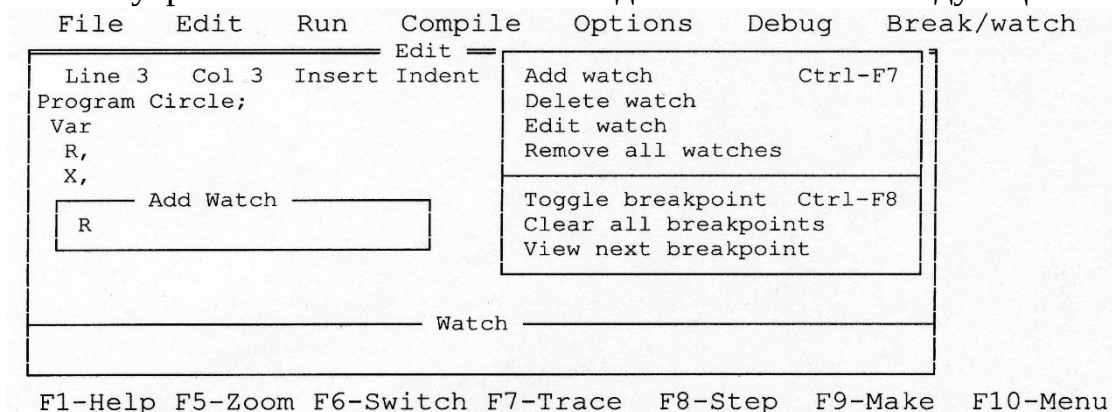 File Edit Run Compile Options Debug Break/watch
Edit
Line 3 Col 3 Insert Indent
Program Circle;
Var
R,
X,
Add Watch
R
Add watch Ctrl-F7
Delete watch
Edit watch
Remove all watches
Toggle breakpoint Ctrl-F8
Clear all breakpoints
View next breakpoint
Watch
F1-Help F5-Zoom F6-Switch F7-Trace F8-Step F9-Make F10-Menu